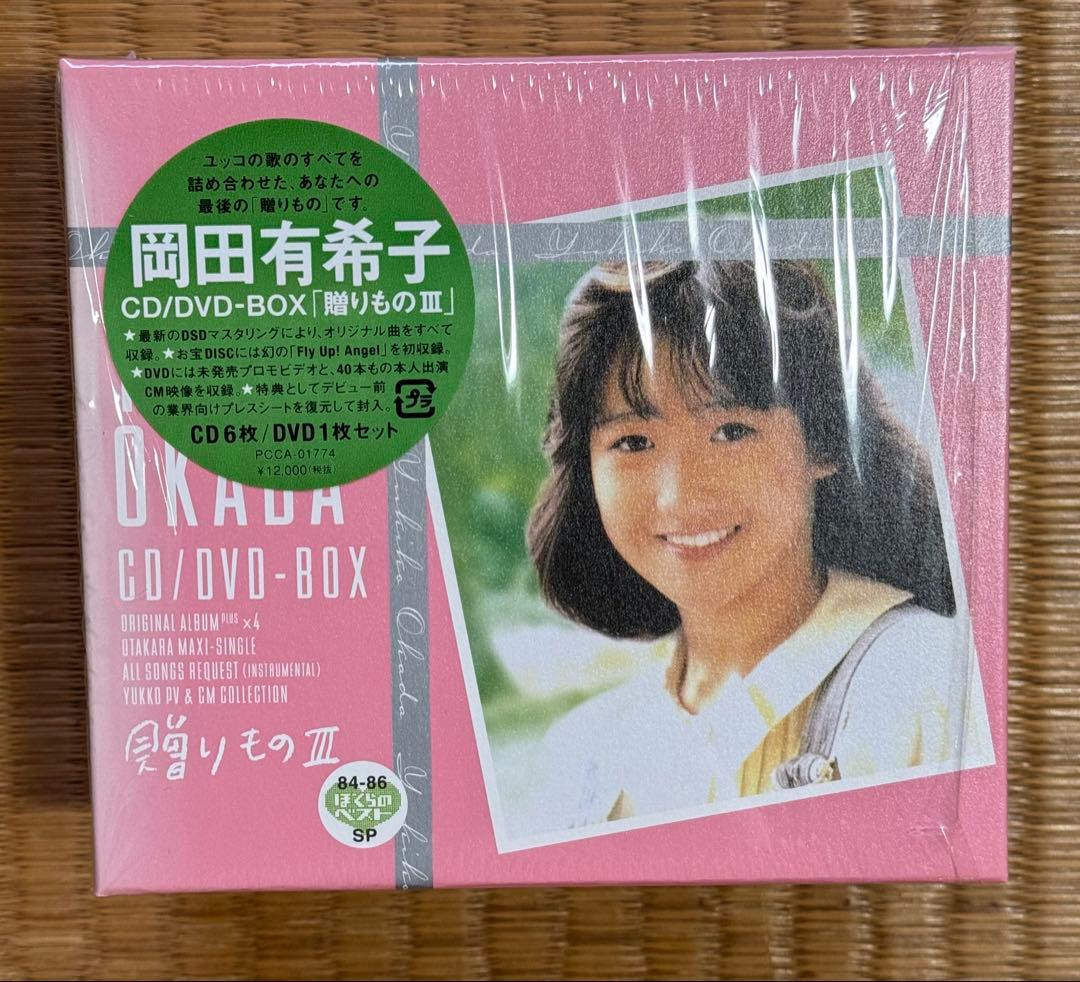 ユッコの歌のすべてを
詰め合わせた、あなたへの
最後の「贈りもの」です。
岡田有希子
CD/DVD-BOX「贈りものⅢ」
★最新のDSDマスタリングにより、オリジナル曲をすべて
収録。★お宝DISCには幻の「Fly Up! Angel」を初収録。
★DVDには未発売プロモビデオと、40本もの本人出演
CM映像を収録。★特典としてデビュー前
の業界向けプレスシートを復元して封入。
プラ
CD6枚/DVD1枚セット
PCCA-01774
¥12,000(税抜)
OKADA
CD/DVD-BOX
ORIGINAL ALBUM PLUS ×4
OTAKARA MAXI-SINGLE
ALL SONGS REQUEST (INSTRUMENTAL)
YUKKO PV & CM COLLECTION
贈りものⅢ
84-86
ぼくらの
ベスト
SP
Yukiko Okada
Yukiko Okada